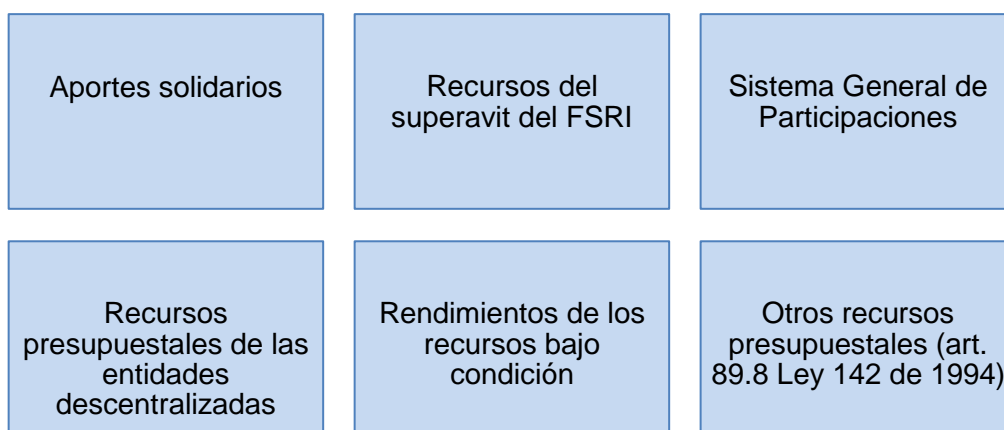 Aportes solidarios
Recursos del
superavit del FSRI
Sistema General de
Participaciones
Recursos
presupuestales de las
entidades
descentralizadas
Rendimientos de los
recursos bajo
condición
Otros recursos
presupuestales (art.
89.8 Ley 142 de 1994)